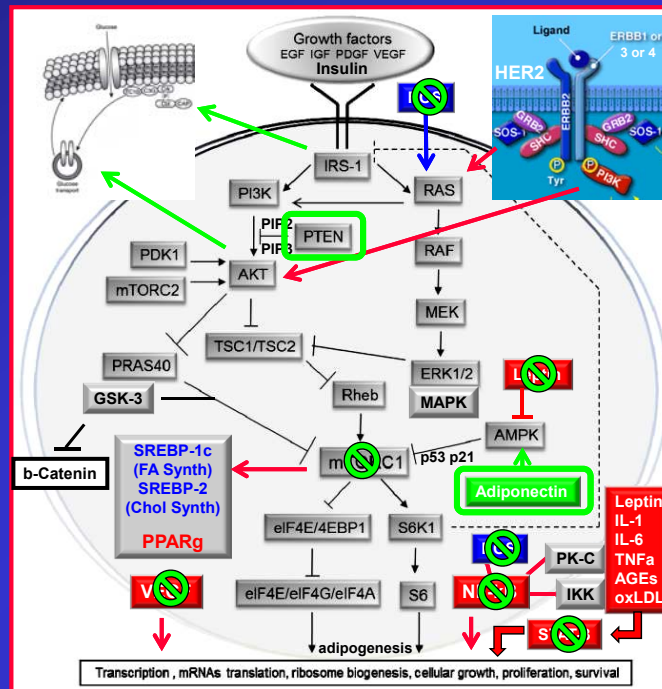 Growth factors
EGF IGF PDGF VEGF
Insulin
Glucose
Glucose
transport
Ligand
ERBB1 or
3 or 4
HER2
ERBB2
GRB2
SOS-1
SHC
GRB2
SOS-1
SHC
P
P
Tyr
PI3K
IRS-1
PI3K
RAS
PIP2
PIP3
PTEN
RAF
PDK1
AKT
mTORC2
MEK
TSC1/TSC2
PRAS40
ERK1/2
MAPK
GSK-3
Rheb
AMPK
p53 p21
b-Catenin
SREBP-1c
(FA Synth)
SREBP-2
(Chol Synth)
PPARg
Adiponectin
eIF4E/4EBP1
S6K1
PK-C
Leptin
IL-1
IL-6
TNFa
AGEs
oxLDL
IKK
eIF4E/eIF4G/eIF4A
S6
adipogenesis
Transcription , mRNAs translation, ribosome biogenesis, cellular growth, proliferation, survival